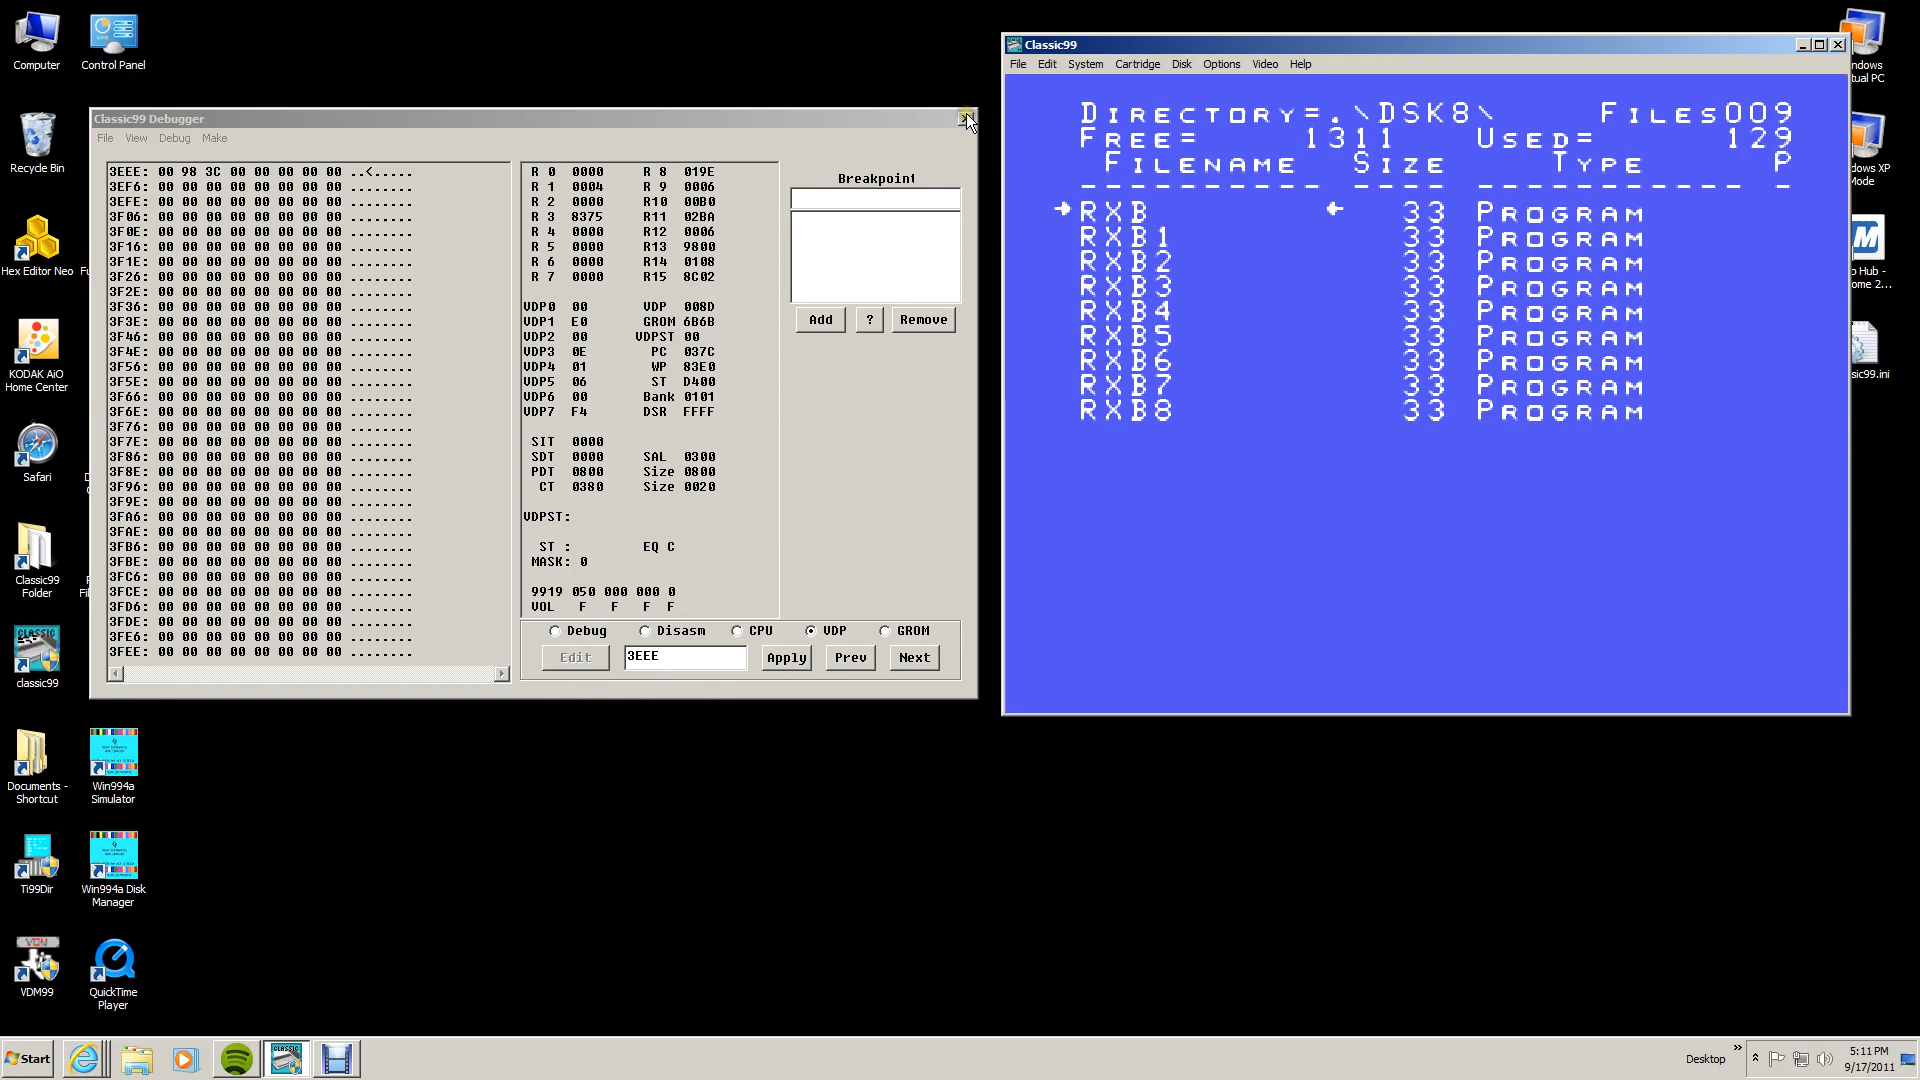 Computer
Control Panel
Recycle Bin
Hex Editor Neo
Fu
KODAK AiO
Home Center
Safari
D
Classic99
Folder
classic99
Documents -
Shortcut
Win994a
Simulator
Ti99Dir
Win994a Disk
Manager
VDM99
QuickTime
Player
Classic99 Debugger
File View Debug Make
3EEE: 00 98 3C 00 00 00 00 00 ..<.....
3EF6: 00 00 00 00 00 00 00 00 ........
3EFE: 00 00 00 00 00 00 00 00 ........
3F06: 00 00 00 00 00 00 00 00 ........
3F0E: 00 00 00 00 00 00 00 00 ........
3F16: 00 00 00 00 00 00 00 00 ........
3F1E: 00 00 00 00 00 00 00 00 ........
3F26: 00 00 00 00 00 00 00 00 ........
3F2E: 00 00 00 00 00 00 00 00 ........
3F36: 00 00 00 00 00 00 00 00 ........
3F3E: 00 00 00 00 00 00 00 00 ........
3F46: 00 00 00 00 00 00 00 00 ........
3F4E: 00 00 00 00 00 00 00 00 ........
3F56: 00 00 00 00 00 00 00 00 ........
3F5E: 00 00 00 00 00 00 00 00 ........
3F66: 00 00 00 00 00 00 00 00 ........
3F6E: 00 00 00 00 00 00 00 00 ........
3F76: 00 00 00 00 00 00 00 00 ........
3F7E: 00 00 00 00 00 00 00 00 ........
3F86: 00 00 00 00 00 00 00 00 ........
3F8E: 00 00 00 00 00 00 00 00 ........
3F96: 00 00 00 00 00 00 00 00 ........
3F9E: 00 00 00 00 00 00 00 00 ........
3FA6: 00 00 00 00 00 00 00 00 ........
3FAE: 00 00 00 00 00 00 00 00 ........
3FB6: 00 00 00 00 00 00 00 00 ........
3FBE: 00 00 00 00 00 00 00 00 ........
3FC6: 00 00 00 00 00 00 00 00 ........
3FCE: 00 00 00 00 00 00 00 00 ........
3FD6: 00 00 00 00 00 00 00 00 ........
3FDE: 00 00 00 00 00 00 00 00 ........
3FE6: 00 00 00 00 00 00 00 00 ........
3FEE: 00 00 00 00 00 00 00 00 ........
R 0 0000 R 8 019E
R 1 0004 R 9 0006
R 2 0000 R10 00B0
R 3 8375 R11 02BA
R 4 0000 R12 0006
R 5 0000 R13 9800
R 6 0000 R14 0108
R 7 0000 R15 8C02
VDP0 00 VDP 008D
VDP1 E0 GROM 6B6B
VDP2 00 VDPST 00
VDP3 0E PC 037C
VDP4 01 WP 83E0
VDP5 06 ST D400
VDP6 00 Bank 0101
VDP7 F4 DSR FFFF
SIT 0000
SDT 0000 SAL 0300
PDT 0800 Size 0800
CT 0380 Size 0020
VDPST:
ST : EQ C
MASK: 0
9919 050 000 000 0
VOL F F F F
Breakpoint
Add ? Remove
Debug Disasm CPU VDP GROM
Edit 3EEE Apply Prev Next
Classic99
File Edit System Cartridge Disk Options Video Help
DIRECTORY=.\DSK8\ FILES009
FREE= 1311 USED= 129
FILENAME SIZE TYPE P
---------- ---- ----------- -
RXB 33 PROGRAM
RXB1 33 PROGRAM
RXB2 33 PROGRAM
RXB3 33 PROGRAM
RXB4 33 PROGRAM
RXB5 33 PROGRAM
RXB6 33 PROGRAM
RXB7 33 PROGRAM
RXB8 33 PROGRAM
ndows
tual PC
dows XP
Mode
o Hub -
ome 2...
sic99.ini
Start
Desktop
5:11 PM
9/17/2011